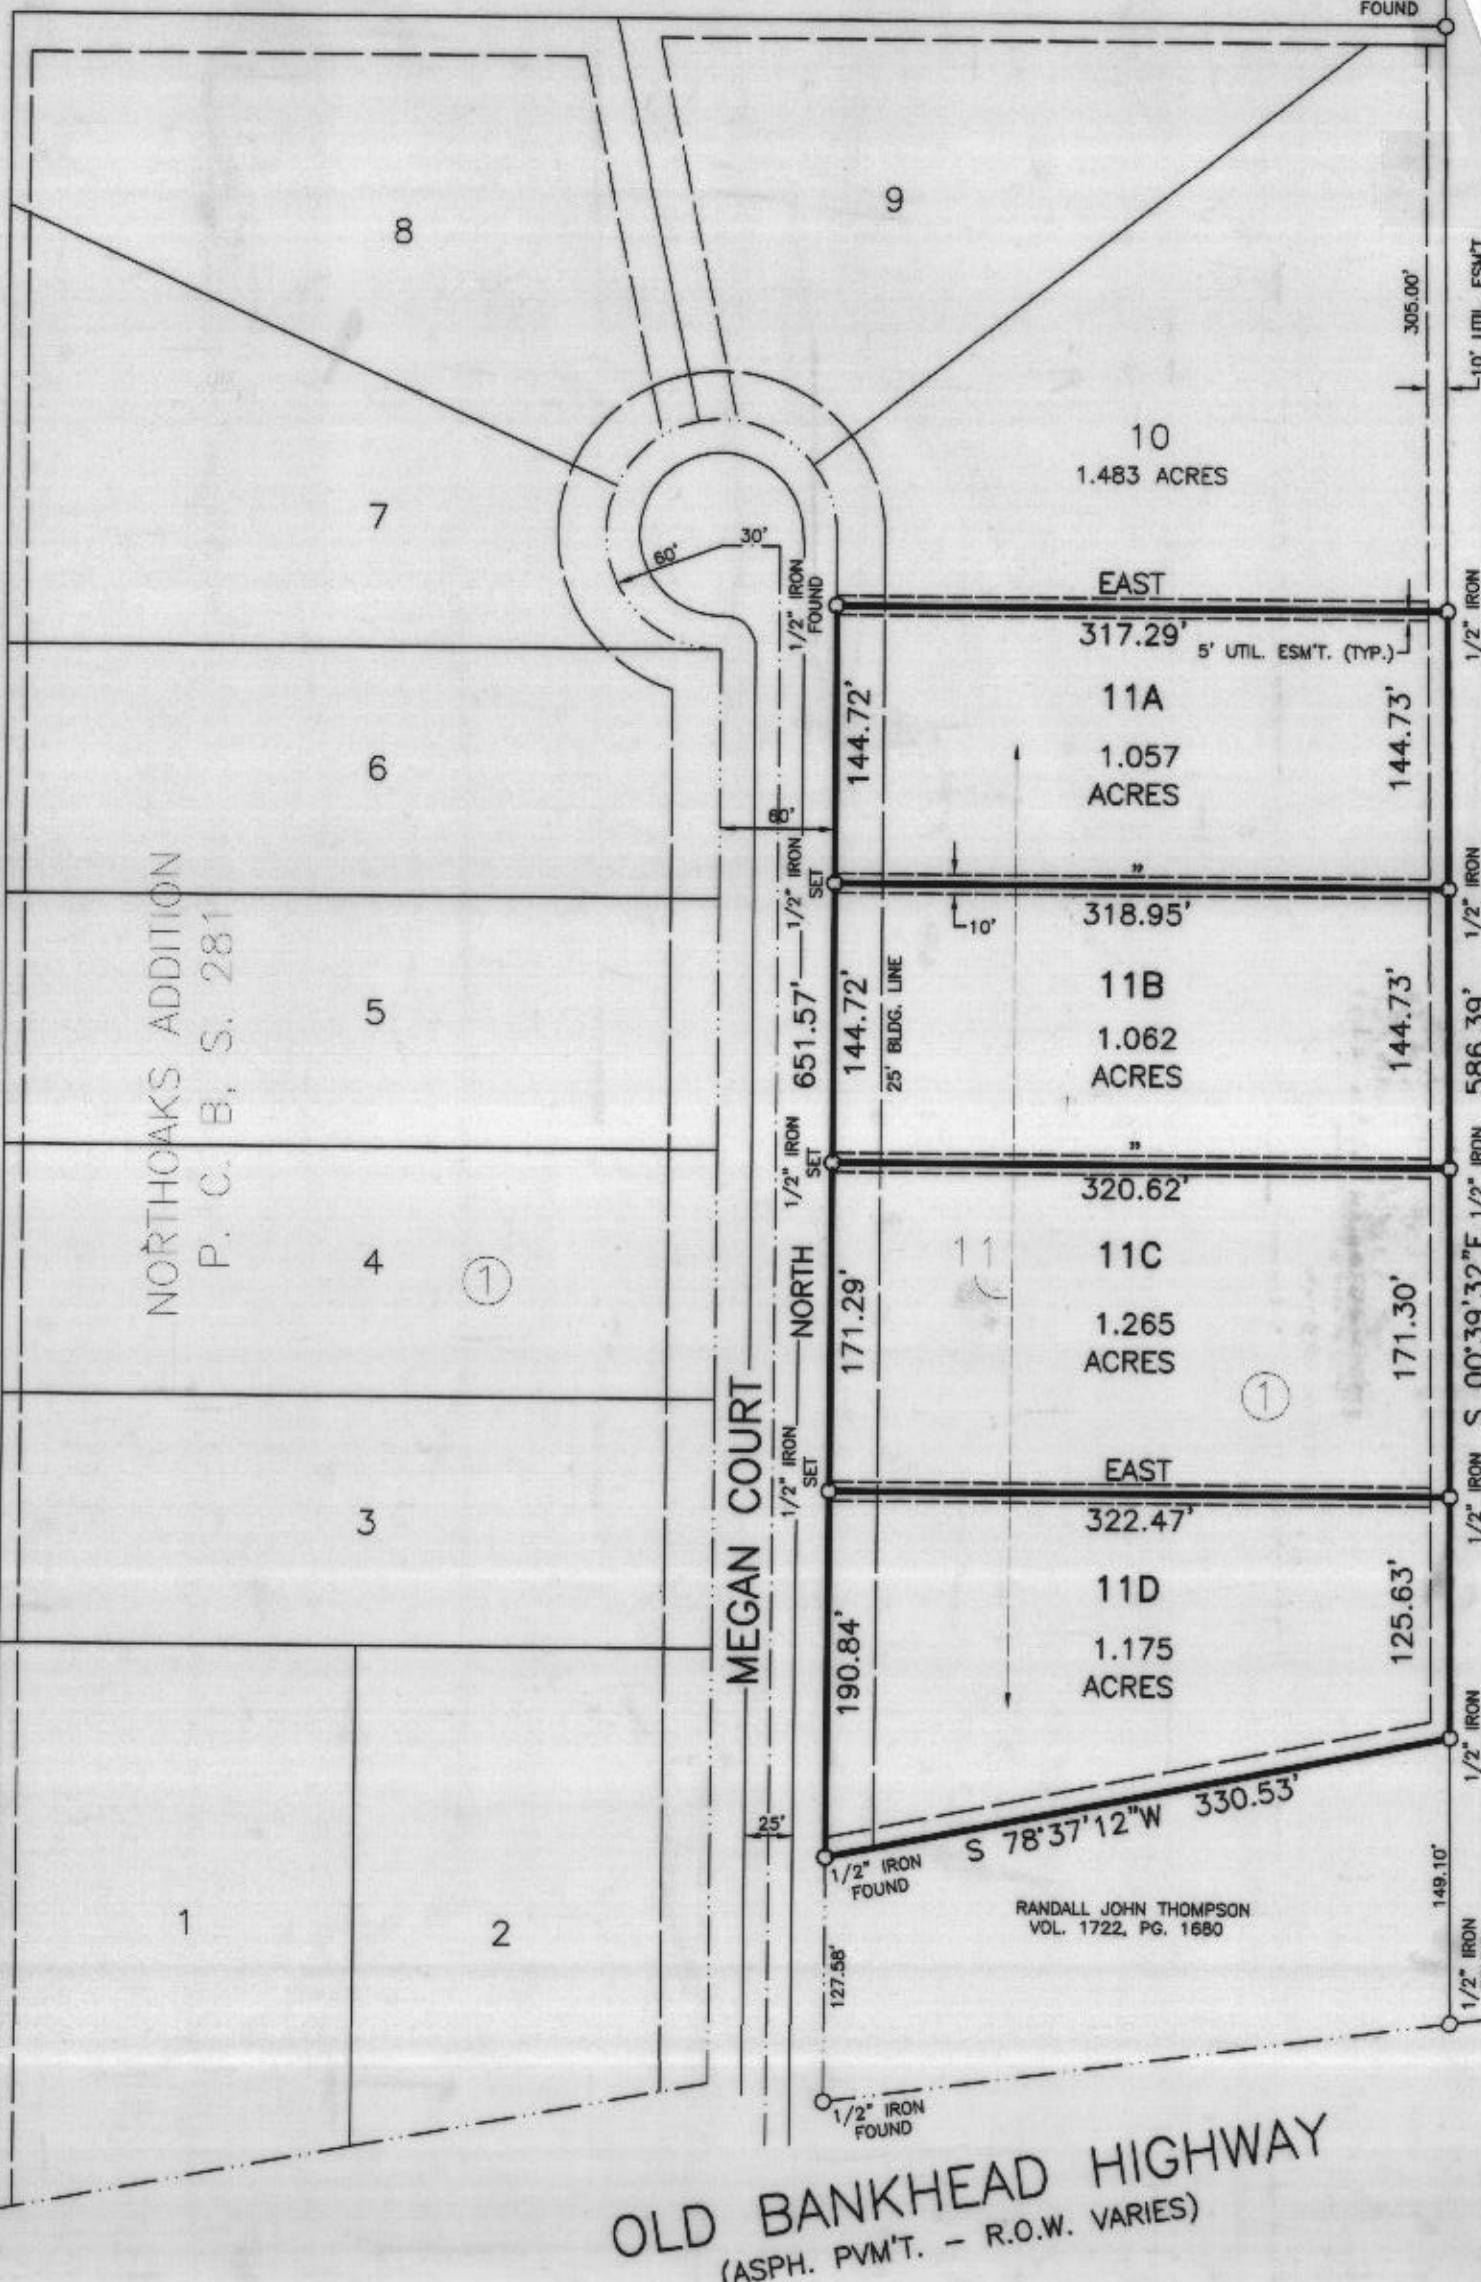 FOUND
8
9
305.00'
10' UTIL. ESM'T
10
1.483 ACRES
7
60'
30'
1/2" IRON
FOUND
EAST
317.29'
5' UTIL. ESM'T. (TYP.)
1/2" IRON
11A
1.057
ACRES
144.72'
144.73'
6
60'
1/2" IRON
SET
"
318.95'
10'
1/2" IRON
NORTHOAKS ADDITION
P. C. B, S. 281
5
651.57'
144.72'
25' BLDG. LINE
11B
1.062
ACRES
144.73'
586.39'
1/2" IRON
SET
"
320.62'
1/2" IRON
4
1
NORTH
171.29'
11
11C
1.265
ACRES
171.30'
S 00°39'32"E
1
MEGAN COURT
1/2" IRON
SET
EAST
322.47'
1/2" IRON
3
190.84'
11D
1.175
ACRES
125.63'
1/2" IRON
25'
S 78°37'12"W 330.53'
1/2" IRON
FOUND
149.10'
RANDALL JOHN THOMPSON
VOL. 1722, PG. 1680
1
2
127.58'
1/2" IRON
1/2" IRON
FOUND
OLD BANKHEAD HIGHWAY
(ASPH. PVM'T. - R.O.W. VARIES)